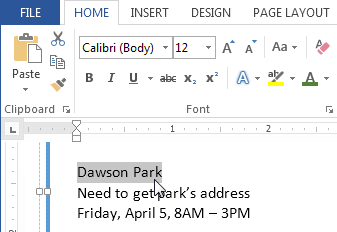 FILE HOME INSERT DESIGN PAGE LAYOUT
Paste
Calibri (Body) 12 A A Aa
B I U abc x₂ x² A ab A
Clipboard Font
L 1 2
Dawson Park
Need to get park's address
Friday, April 5, 8AM – 3PM